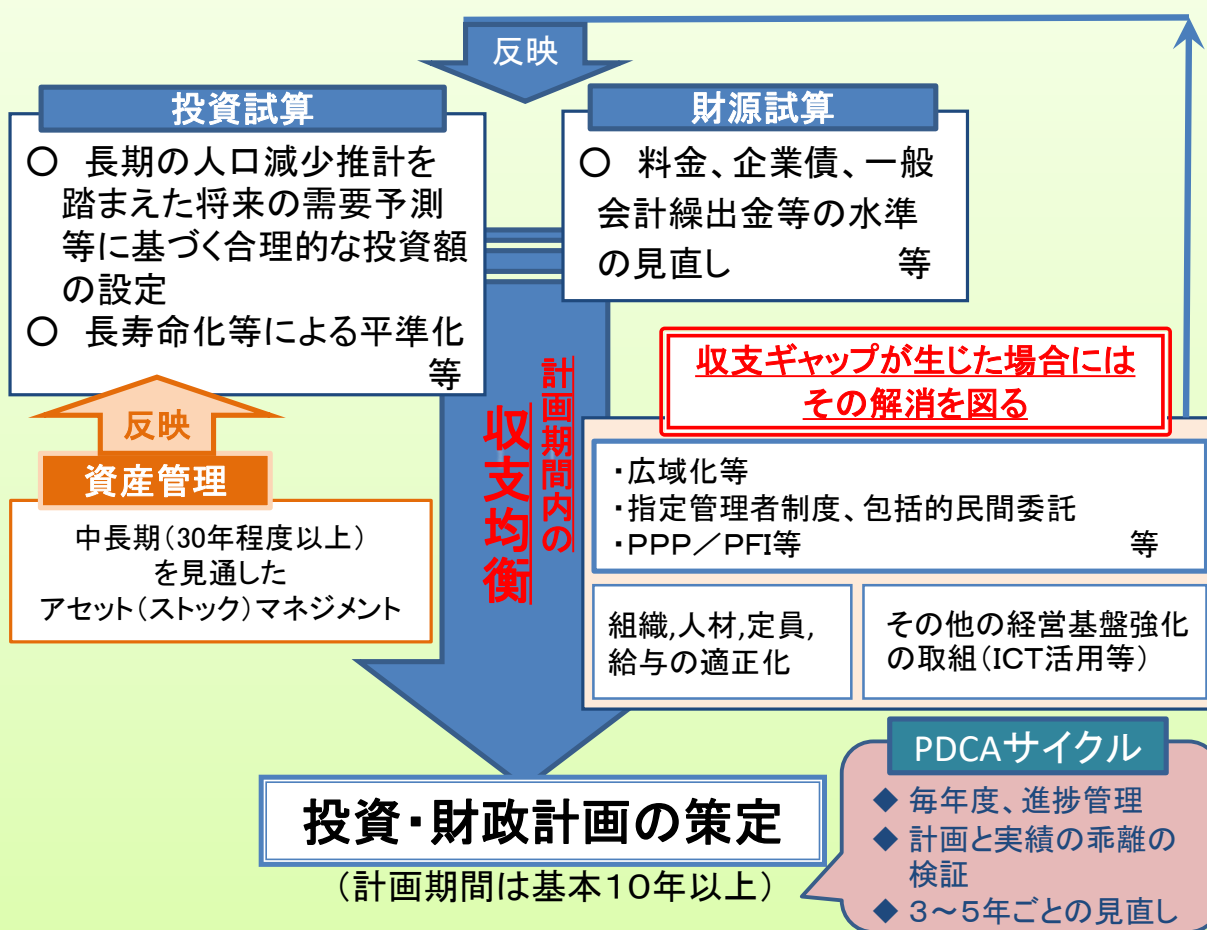 反映
投資試算
○ 長期の人口減少推計を
踏まえた将来の需要予測
等に基づく合理的な投資額
の設定
○ 長寿命化等による平準化
等
財源試算
○ 料金、企業債、一般
会計繰出金等の水準
の見直し 等
反映
資産管理
中長期(30年程度以上)
を見通した
アセット(ストック)マネジメント
計画期間内の
収支均衡
収支ギャップが生じた場合には
その解消を図る
・広域化等
・指定管理者制度、包括的民間委託
・PPP/PFI等 等
組織,人材,定員,
給与の適正化
その他の経営基盤強化
の取組(ICT活用等)
投資・財政計画の策定
(計画期間は基本10年以上)
PDCAサイクル
◆ 毎年度、進捗管理
◆ 計画と実績の乖離の
検証
◆ 3~5年ごとの見直し